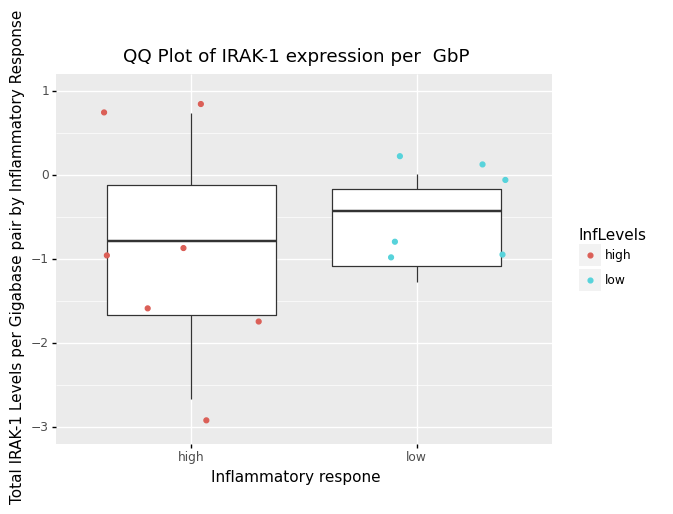 QQ Plot of IRAK-1 expression per  GbP
Total IRAK-1 Levels per Gigabase pair by Inflammatory Response
1
0
−1
−2
−3
high
low
Inflammatory respone
InfLevels
high
low